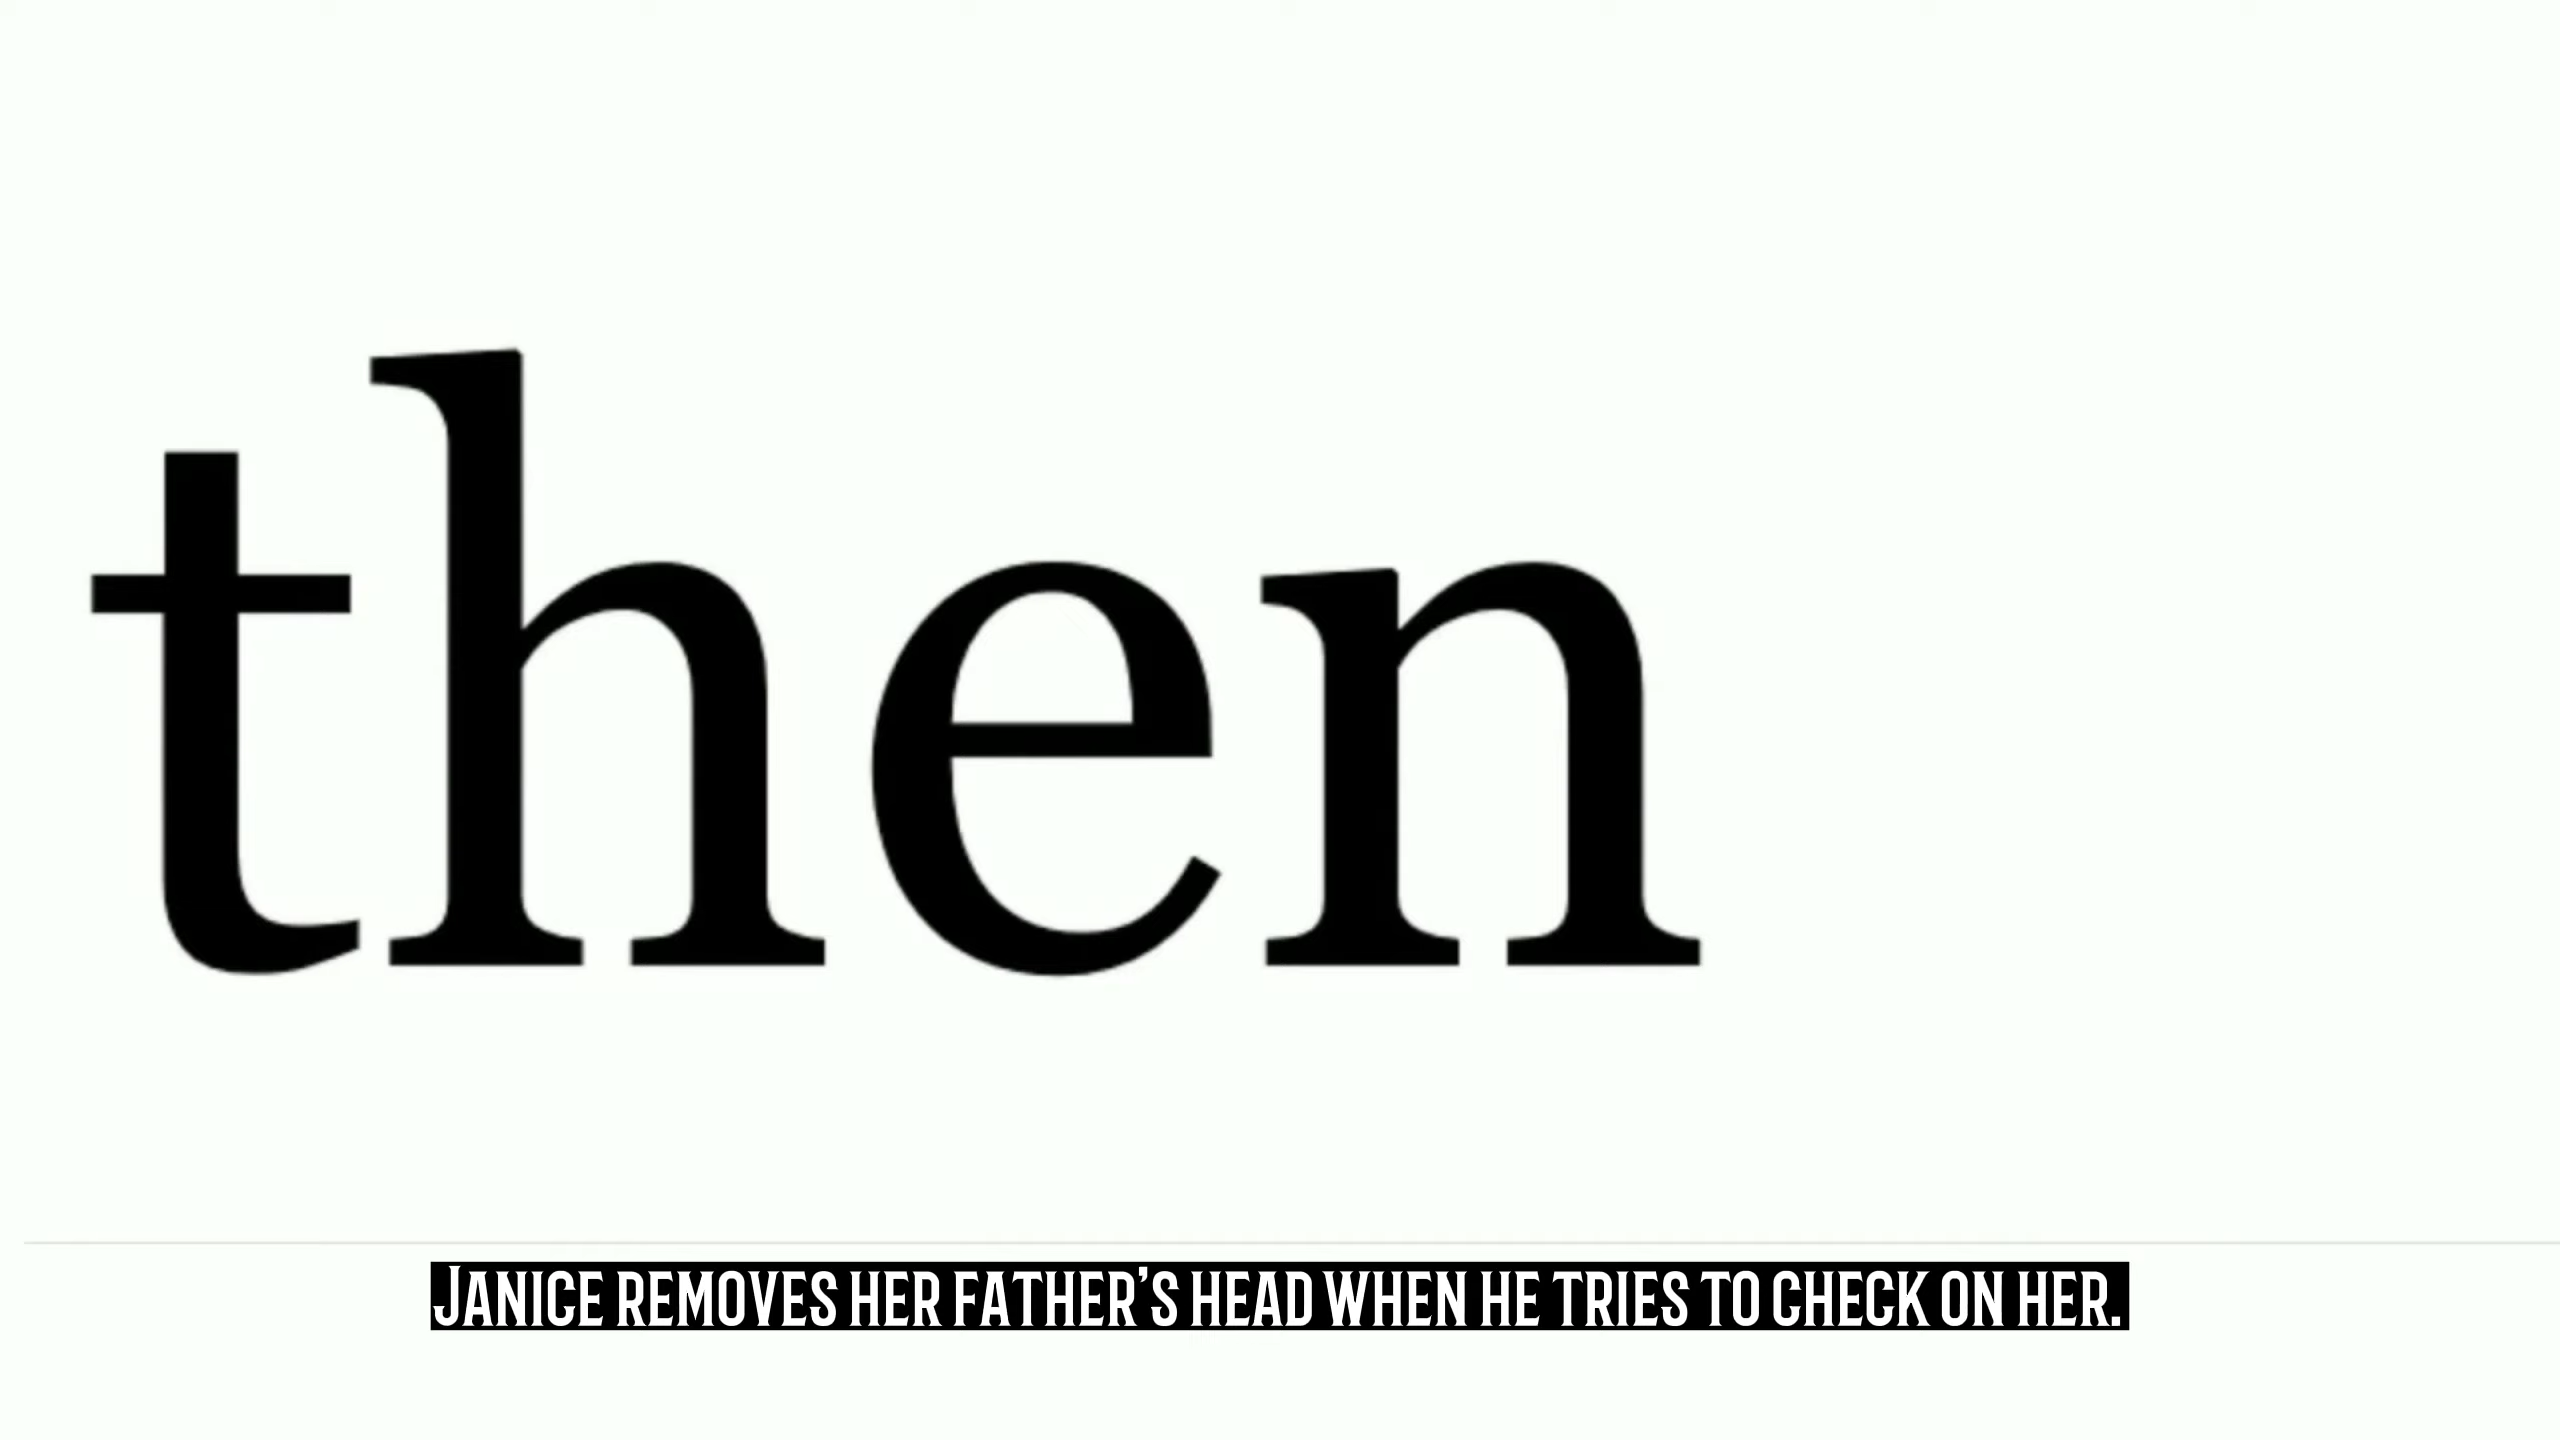 then
Janice removes her father’s head when he tries to check on her.